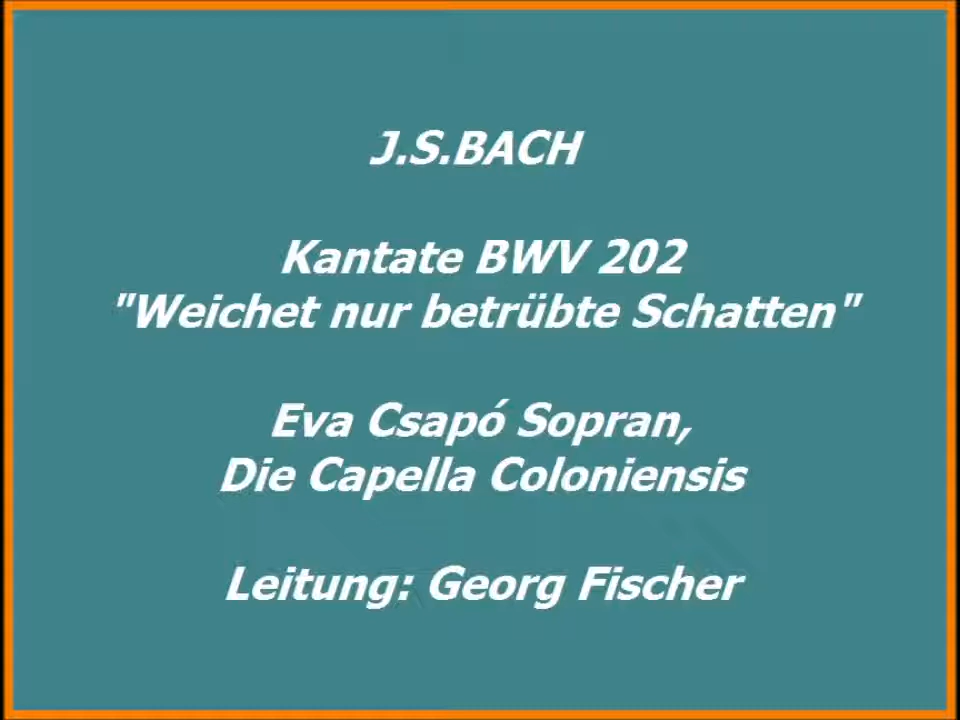 J.S.BACH
Kantate BWV 202
"Weichet nur betrübte Schatten"
Eva Csapó Sopran,
Die Capella Coloniensis
Leitung: Georg Fischer